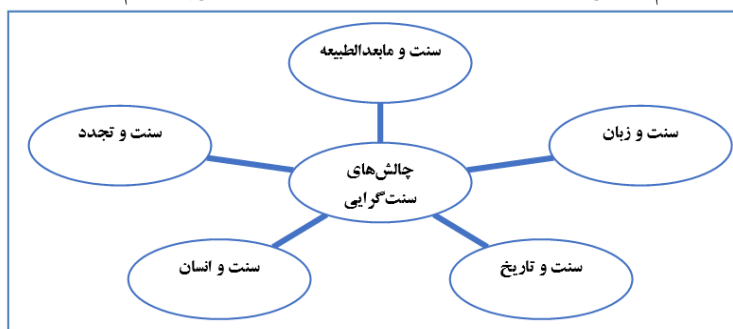 سنت و مابعدالطبیعه
سنت و زبان
سنت و تجدد
چالش‌های
سنت‌گرایی
سنت و تاریخ
سنت و انسان